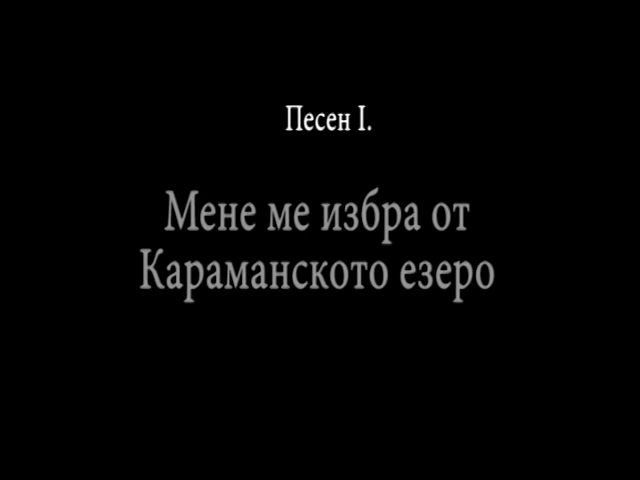 Песен I.
Мене ме избра от
Караманското езеро